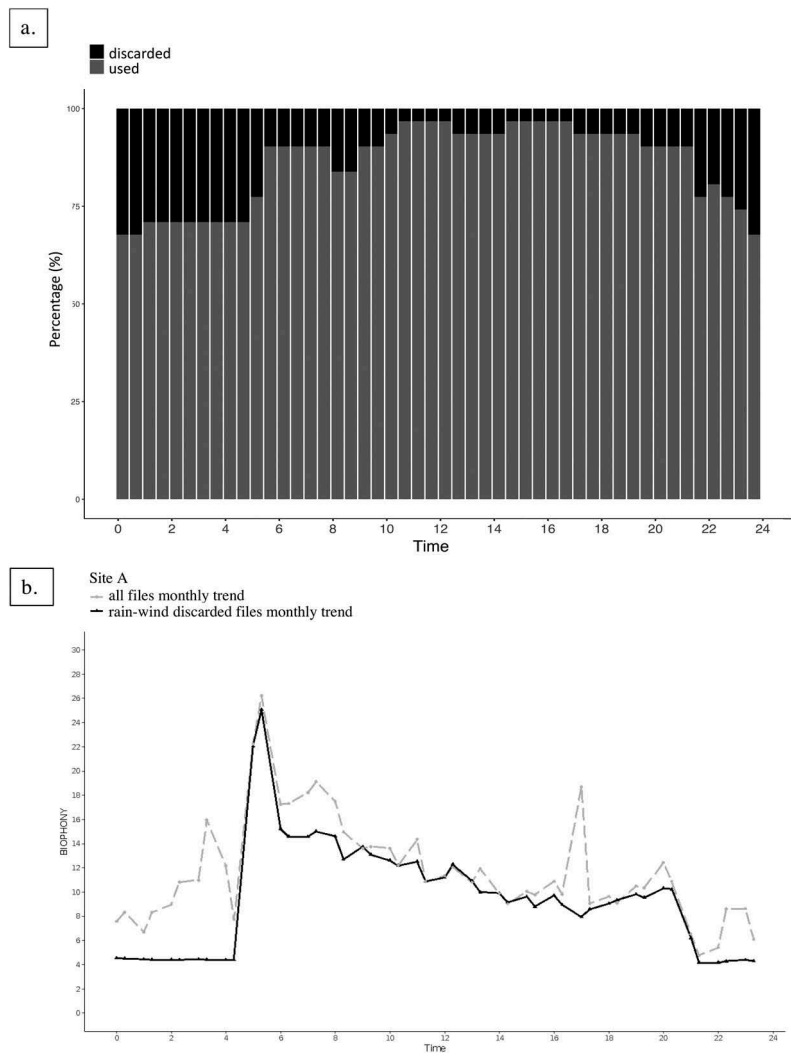 a.
discarded
used
100
75
50
25
0
Percentage (%)
0 2 4 6 8 10 12 14 16 18 20 22 24
Time
b.
Site A
all files monthly trend
rain-wind discarded files monthly trend
30
28
26
24
22
20
18
16
14
12
10
8
6
4
2
0
BIOPHONY
0 2 4 6 8 10 12 14 16 18 20 22 24
Time